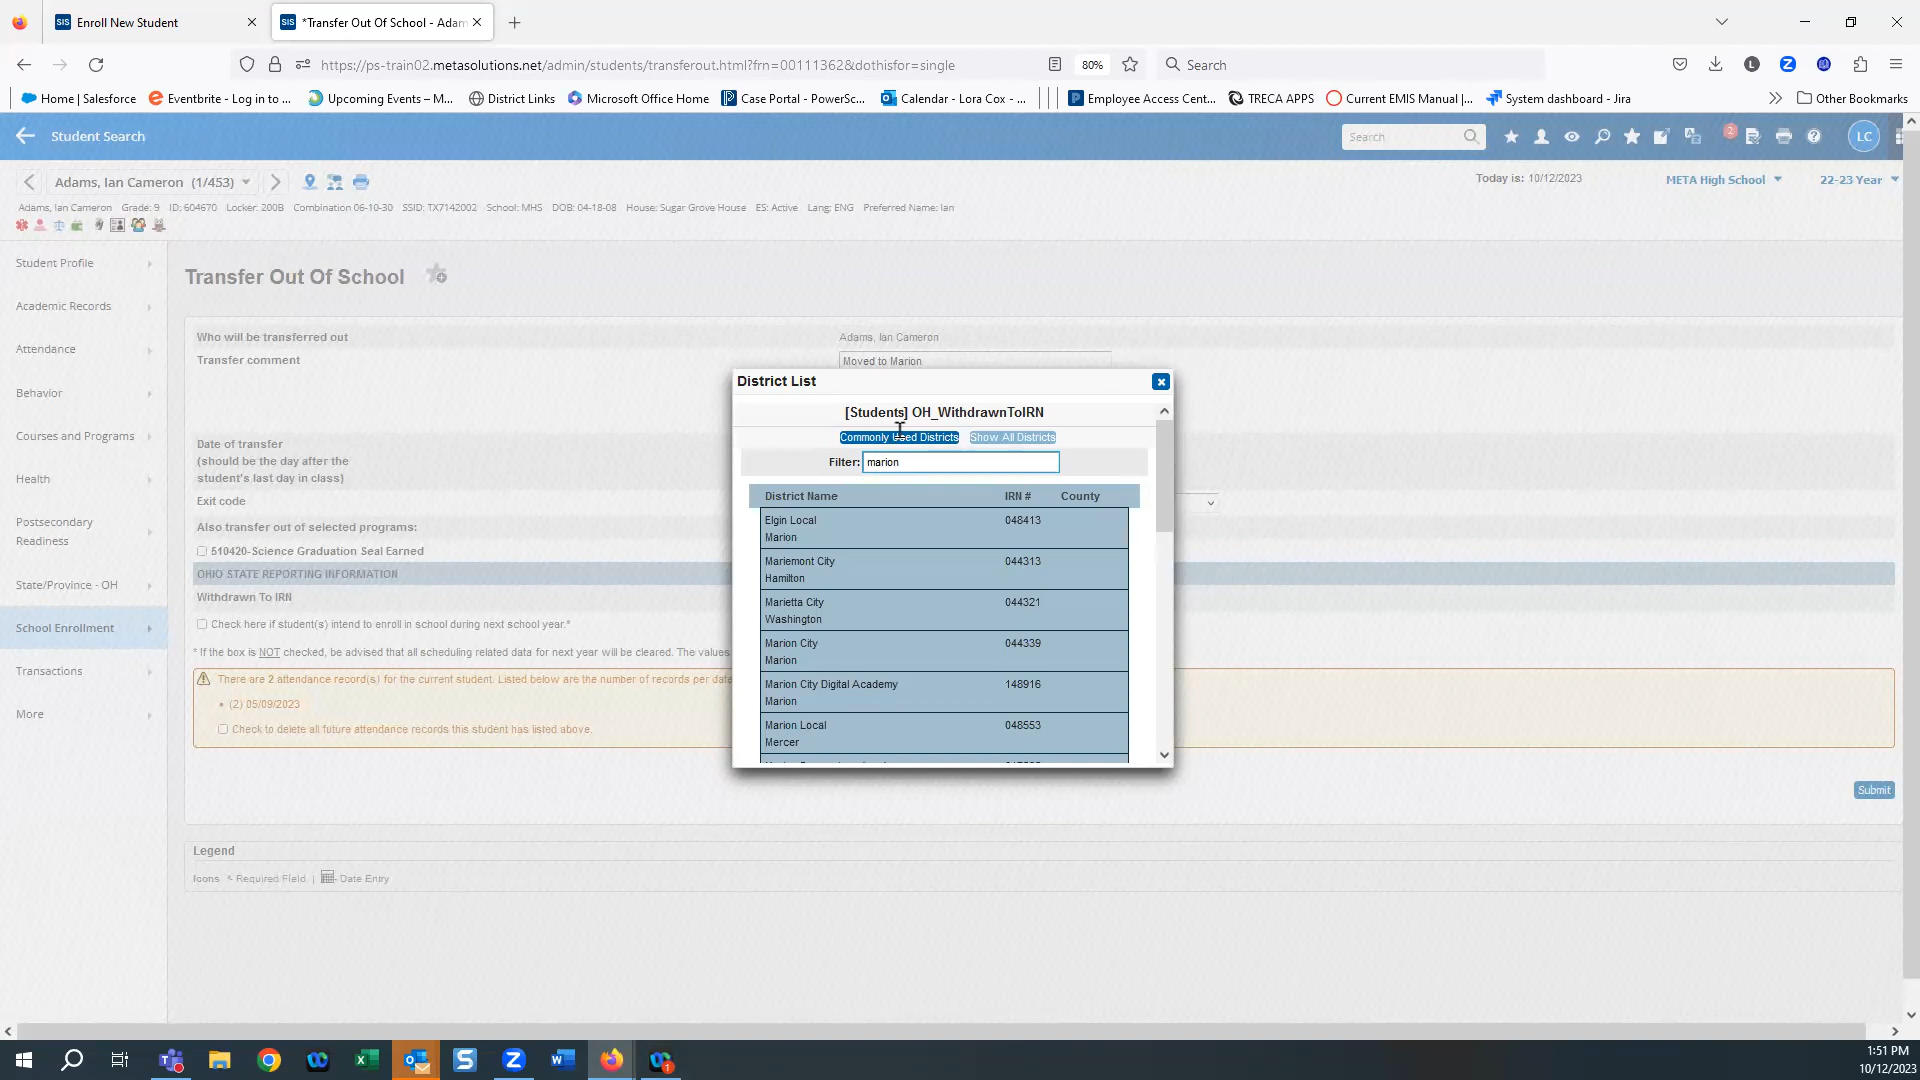 Enroll New Student
*Transfer Out Of School - Adam
https://ps-train02.metasolutions.net/admin/students/transferout.html?frn=00111362&dothisfor=single
80%
Search
Home | Salesforce
Eventbrite - Log in to ...
Upcoming Events – M...
District Links
Microsoft Office Home
Case Portal - PowerSc...
Calendar - Lora Cox - ...
Employee Access Cent...
TRECA APPS
Current EMIS Manual |...
System dashboard - Jira
Other Bookmarks
Student Search
Search
2
LC
Adams, Ian Cameron (1/453)
Today is: 10/12/2023
META High School
22-23 Year
Adams, Ian Cameron Grade: 9 ID: 604670 Locker: 200B Combination 06-10-30 SSID: TX7142002 School: MHS DOB: 04-18-08 House: Sugar Grove House ES: Active Lang: ENG Preferred Name: Ian
Student Profile
Academic Records
Attendance
Behavior
Courses and Programs
Health
Postsecondary
Readiness
State/Province - OH
School Enrollment
Transactions
More
Transfer Out Of School
Who will be transferred out
Adams, Ian Cameron
Transfer comment
Moved to Marion
Date of transfer
(should be the day after the
student's last day in class)
Exit code
Also transfer out of selected programs:
510420-Science Graduation Seal Earned
OHIO STATE REPORTING INFORMATION
Withdrawn To IRN
Check here if student(s) intend to enroll in school during next school year.*
* If the box is NOT checked, be advised that all scheduling related data for next year will be cleared. The values
There are 2 attendance record(s) for the current student. Listed below are the number of records per date
• (2) 05/09/2023
Check to delete all future attendance records this student has listed above.
Submit
Legend
Icons * Required Field | - Date Entry
District List
[Students] OH_WithdrawnToIRN
Commonly Used Districts Show All Districts
Filter: marion
District Name IRN # County
Elgin Local 048413
Marion
Mariemont City 044313
Hamilton
Marietta City 044321
Washington
Marion City 044339
Marion
Marion City Digital Academy 148916
Marion
Marion Local 048553
Mercer
1:51 PM
10/12/2023